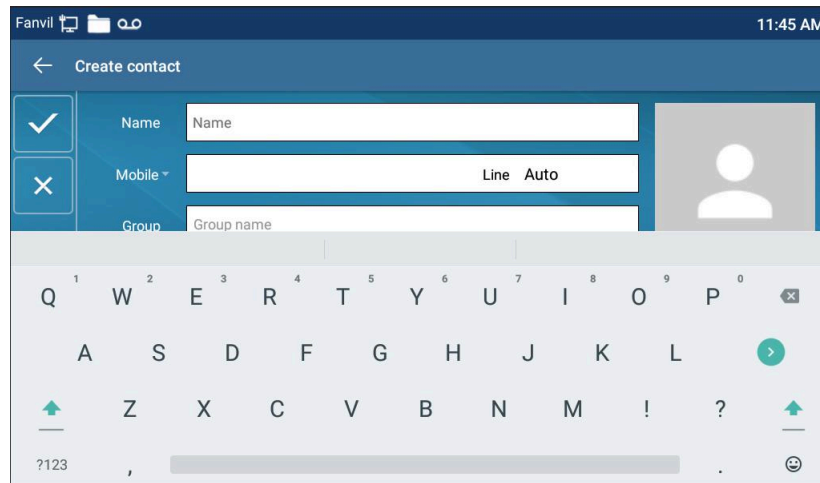 Fanvil 11:45 AM
Create contact
Name Name
Mobile Line Auto
Group Group name
1 2 3 4 5 6 7 8 9 0
Q W E R T Y U I O P
A S D F G H J K L
Z X C V B N M ! ?
?123 , .